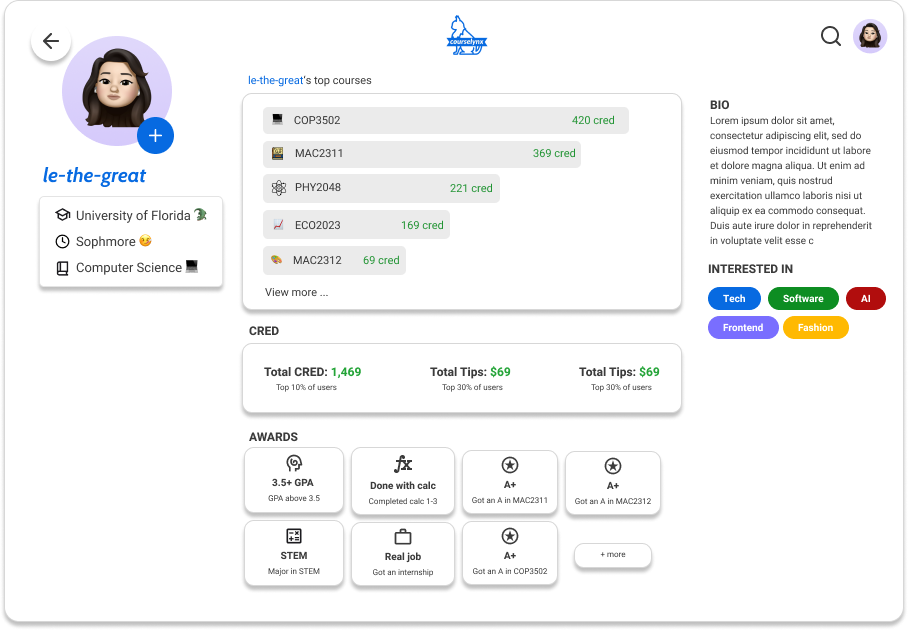 courselynx
le-the-great
University of Florida
Sophmore
Computer Science
le-the-great's top courses
COP3502 420 cred
MAC2311 369 cred
PHY2048 221 cred
ECO2023 169 cred
MAC2312 69 cred
View more ...
CRED
Total CRED: 1,469
Top 10% of users
Total Tips: $69
Top 30% of users
Total Tips: $69
Top 30% of users
AWARDS
3.5+ GPA
GPA above 3.5
fx
Done with calc
Completed calc 1-3
A+
Got an A in MAC2311
A+
Got an A in MAC2312
STEM
Major in STEM
Real job
Got an internship
A+
Got an A in COP3502
+ more
BIO
Lorem ipsum dolor sit amet,
consectetur adipiscing elit, sed do
eiusmod tempor incididunt ut labore
et dolore magna aliqua. Ut enim ad
minim veniam, quis nostrud
exercitation ullamco laboris nisi ut
aliquip ex ea commodo consequat.
Duis aute irure dolor in reprehenderit
in voluptate velit esse c
INTERESTED IN
Tech
Software
AI
Frontend
Fashion